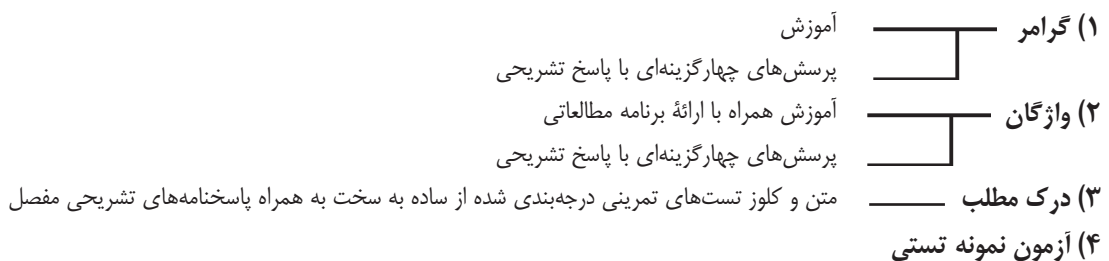 ۱) گرامر آموزش
پرسش‌های چهارگزینه‌ای با پاسخ تشریحی
۲) واژگان آموزش همراه با ارائهٔ برنامه مطالعاتی
پرسش‌های چهارگزینه‌ای با پاسخ تشریحی
۳) درک مطلب متن و کلوز تست‌های تمرینی درجه‌بندی شده از ساده به سخت به همراه پاسخنامه‌های تشریحی مفصل
۴) آزمون نمونه تستی